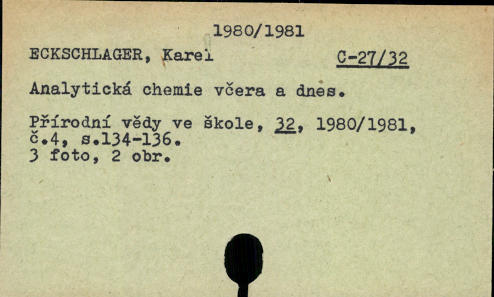 1980/1981
ECKSCHLAGER, Karel
C-27/32
Analytická chemie včera a dnes.
Přírodní vědy ve škole, 32, 1980/1981,
č.4, s.134-136.
3 foto, 2 obr.